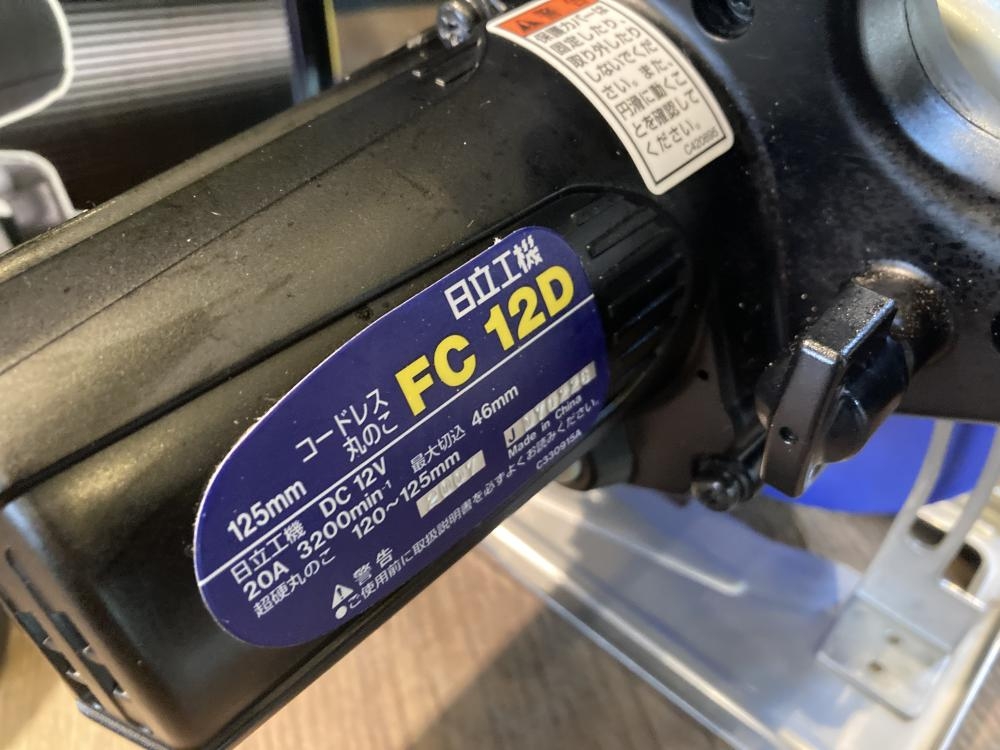 警告
保護カバーは
固定したり、
取り外したり
しないでくだ
さい。また、
円滑に動くこ
とを確認して
ください。
日立工機
コードレス
丸のこ
FC 12D
125mm
日立工機 DC 12V 最大切込 46mm
20A 3200min⁻¹
超硬丸のこ 120～125mm
Made in China
警告
●ご使用前に取扱説明書を必ずよくお読みください。
C330915A